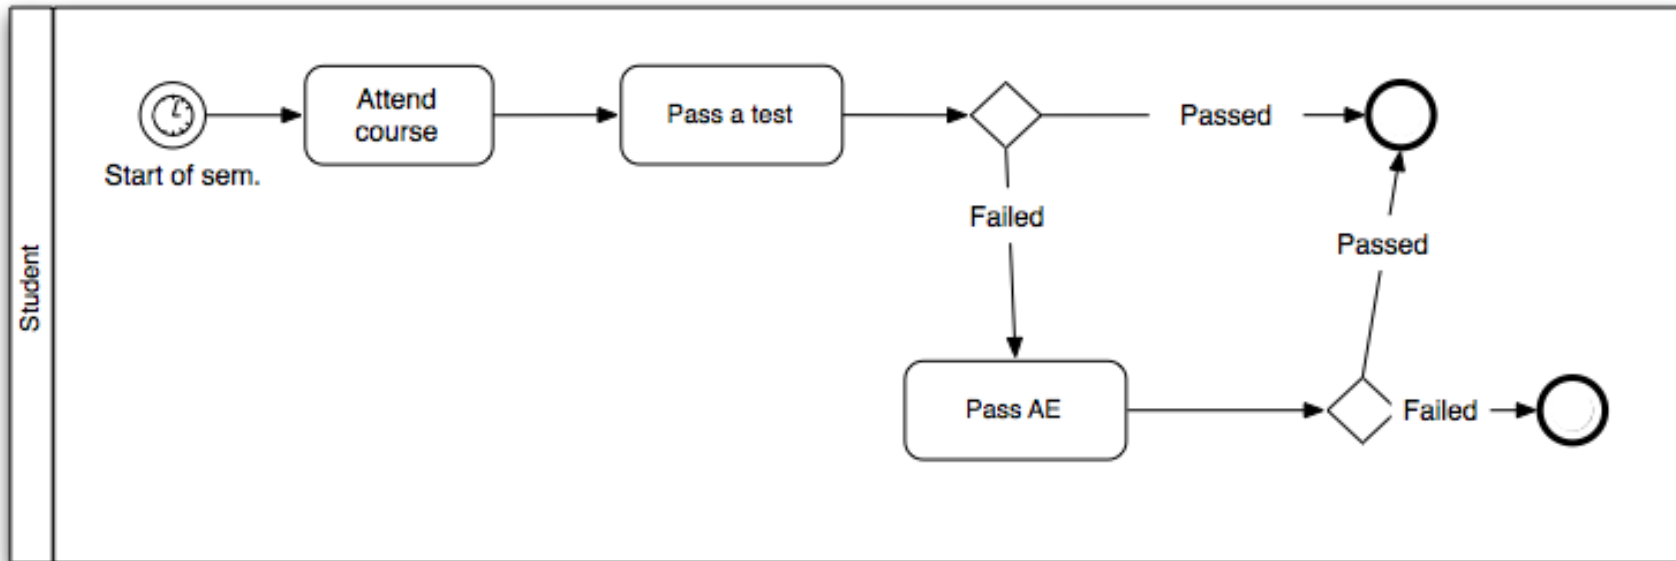 Student
Start of sem.
Attend
course
Pass a test
Passed
Failed
Passed
Pass AE
Failed